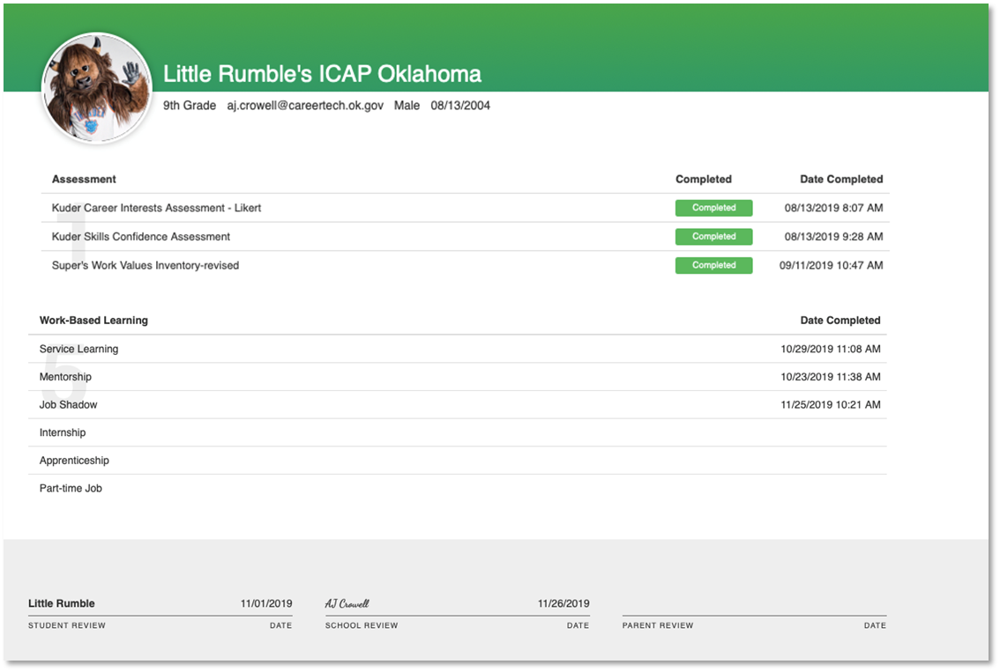 Little Rumble's ICAP Oklahoma
9th Grade aj.crowell@careertech.ok.gov Male 08/13/2004
Assessment Completed Date Completed
1
Kuder Career Interests Assessment - Likert Completed 08/13/2019 8:07 AM
Kuder Skills Confidence Assessment Completed 08/13/2019 9:28 AM
Super's Work Values Inventory-revised Completed 09/11/2019 10:47 AM
Work-Based Learning Date Completed
5
Service Learning 10/29/2019 11:08 AM
Mentorship 10/23/2019 11:38 AM
Job Shadow 11/25/2019 10:21 AM
Internship
Apprenticeship
Part-time Job
Little Rumble 11/01/2019 AJ Crowell 11/26/2019
STUDENT REVIEW DATE SCHOOL REVIEW DATE PARENT REVIEW DATE